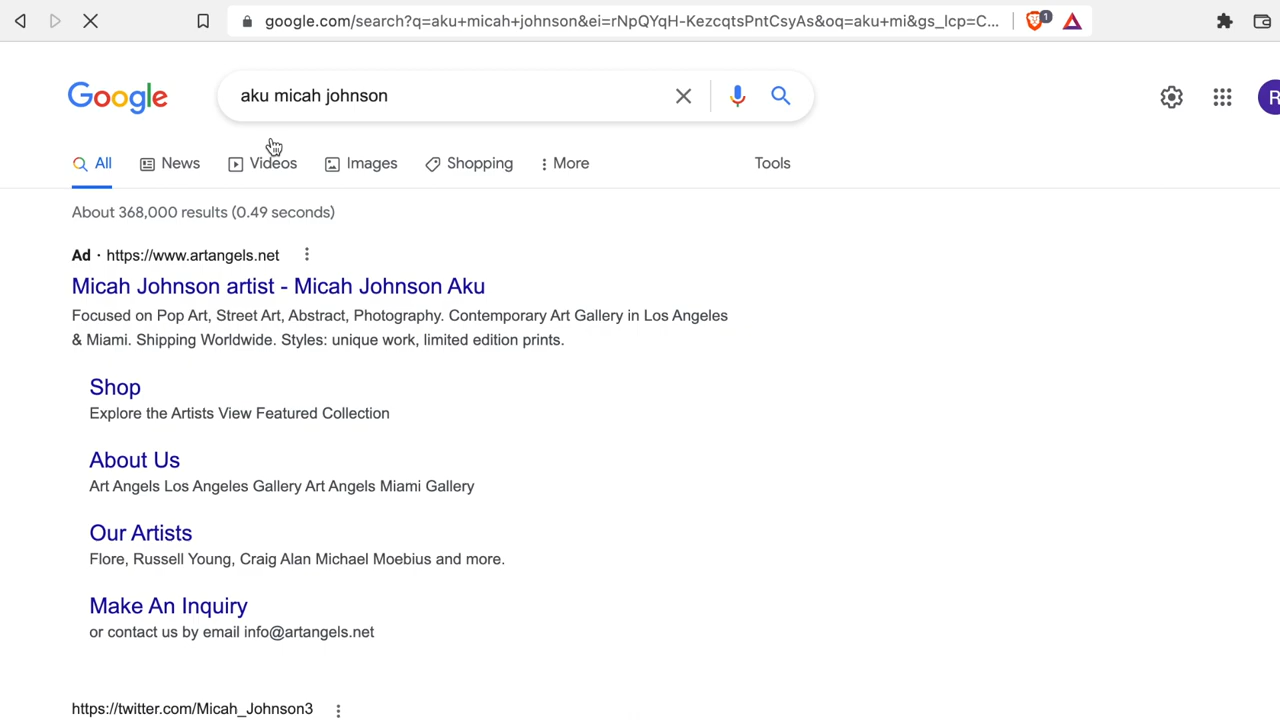 google.com/search?q=aku+micah+johnson&ei=rNpQYqH-KezcqtsPntCsyAs&oq=aku+mi&gs_lcp=C...
1
Google
aku micah johnson
R
All
News
Videos
Images
Shopping
More
Tools
About 368,000 results (0.49 seconds)
Ad · https://www.artangels.net
Micah Johnson artist - Micah Johnson Aku
Focused on Pop Art, Street Art, Abstract, Photography. Contemporary Art Gallery in Los Angeles
& Miami. Shipping Worldwide. Styles: unique work, limited edition prints.
Shop
Explore the Artists View Featured Collection
About Us
Art Angels Los Angeles Gallery Art Angels Miami Gallery
Our Artists
Flore, Russell Young, Craig Alan Michael Moebius and more.
Make An Inquiry
or contact us by email info@artangels.net
https://twitter.com/Micah_Johnson3